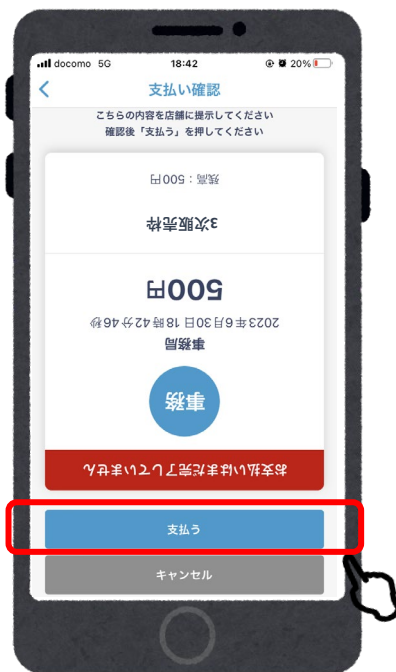 docomo 5G 18:42 20%
支払い確認
こちらの内容を店舗に提示してください
確認後「支払う」を押してください
お支払いはまだ完了していません
事務
事務局
2023年6月30日 18時42分46秒
500円
3次販売枠
残高：500円
支払う
キャンセル